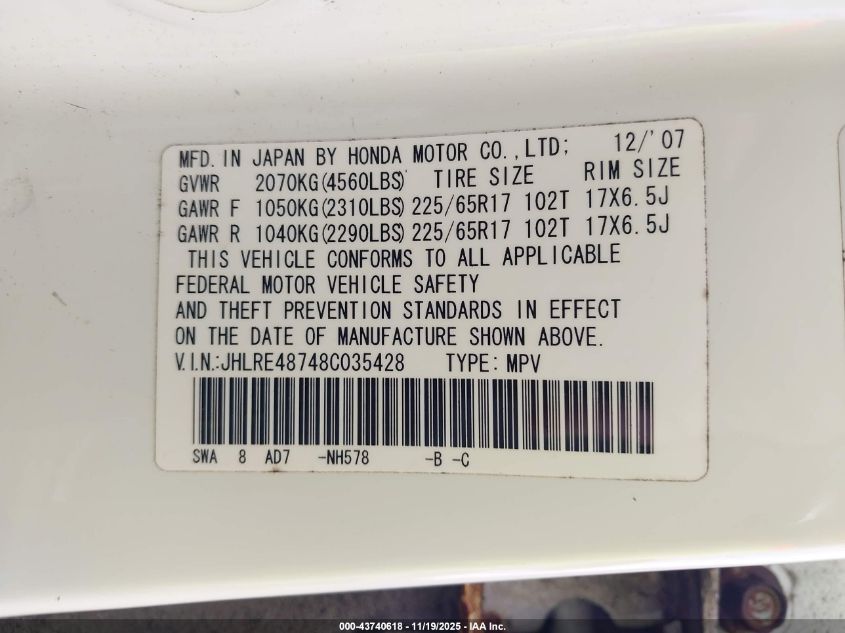 MFD. IN JAPAN BY HONDA MOTOR CO.,LTD; 12/'07
GVWR 2070KG(4560LBS) TIRE SIZE RIM SIZE
GAWR F 1050KG(2310LBS) 225/65R17 102T 17X6.5J
GAWR R 1040KG(2290LBS) 225/65R17 102T 17X6.5J
THIS VEHICLE CONFORMS TO ALL APPLICABLE
FEDERAL MOTOR VEHICLE SAFETY
AND THEFT PREVENTION STANDARDS IN EFFECT
ON THE DATE OF MANUFACTURE SHOWN ABOVE.
V.I.N.:JHLRE48748C035428 TYPE: MPV
SWA 8 AD7 -NH578 -B -C
000-43740618 - 11/19/2025 - IAA Inc.